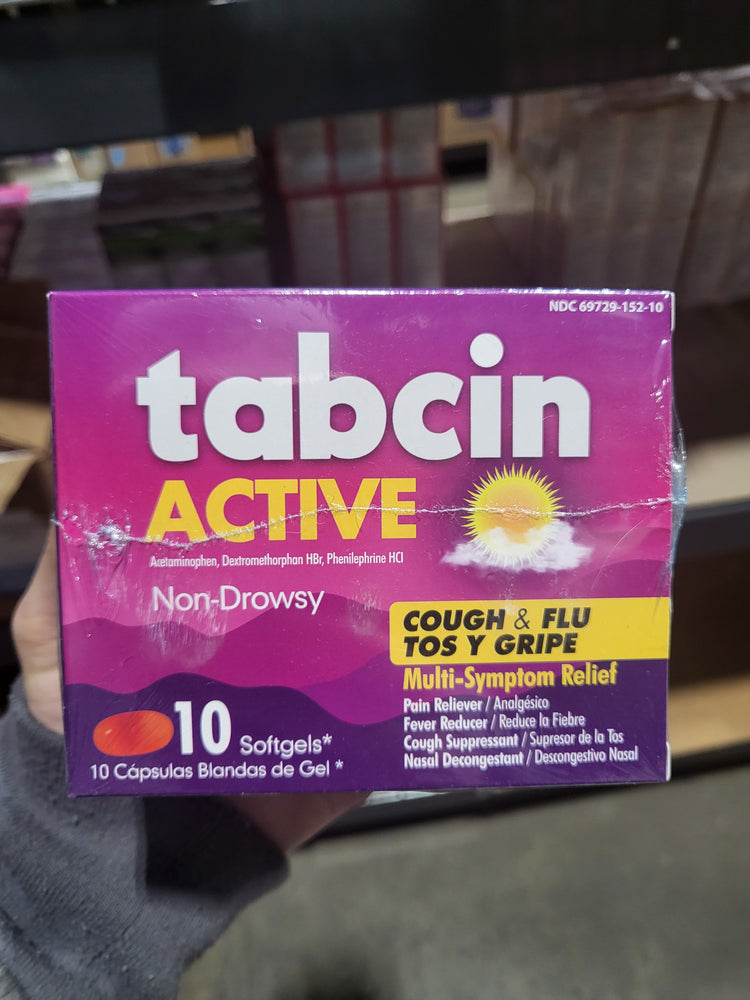 NDC 69729-152-10
tabcin
ACTIVE
Acetaminophen, Dextromethorphan HBr, Phenilephrine HCl
Non-Drowsy
COUGH & FLU
TOS Y GRIPE
Multi-Symptom Relief
Pain Reliever / Analgésico
Fever Reducer / Reduce la Fiebre
Cough Suppressant / Supresor de la Tos
Nasal Decongestant / Descongestivo Nasal
10 Softgels*
10 Cápsulas Blandas de Gel *